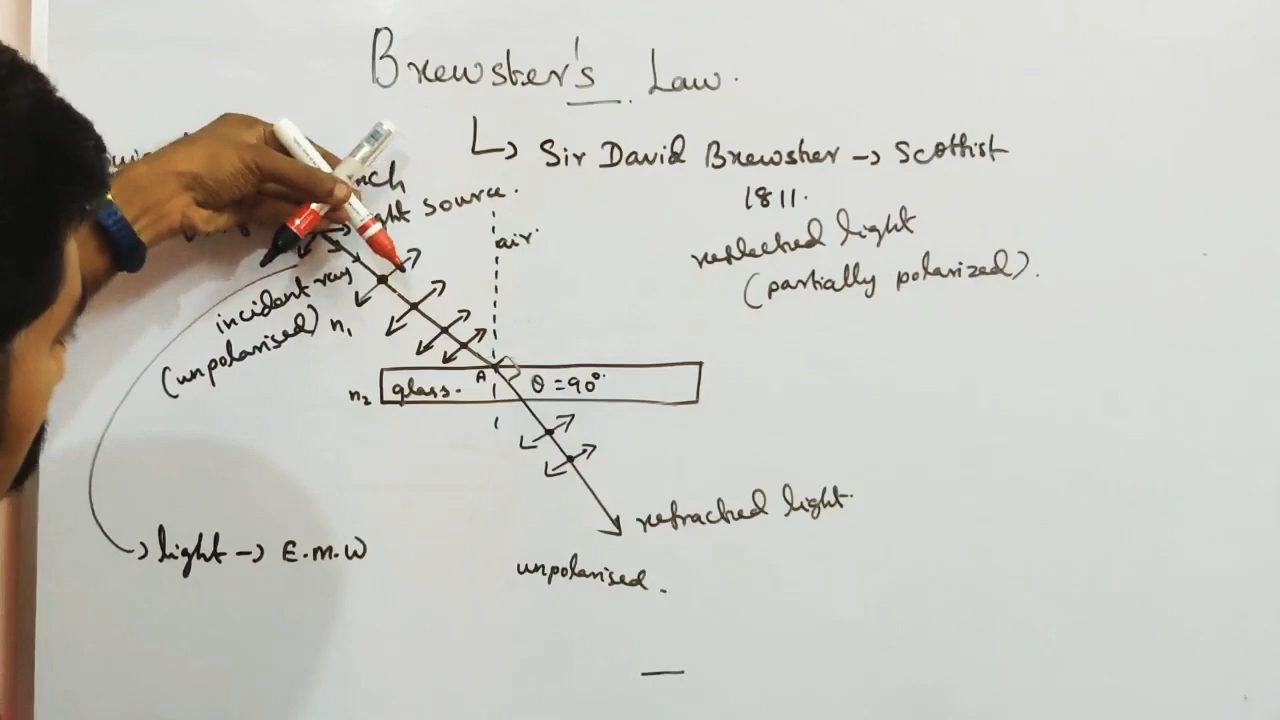 Brewster's Law.
↳ Sir David Brewster → Scottist
1811.
light source.
air.
reflected light
(partially polarized).
incident ray
(unpolarised) n₁
n₂ glass. A θ = 90°.
refracted light.
→ light → E.M.W
unpolarised.